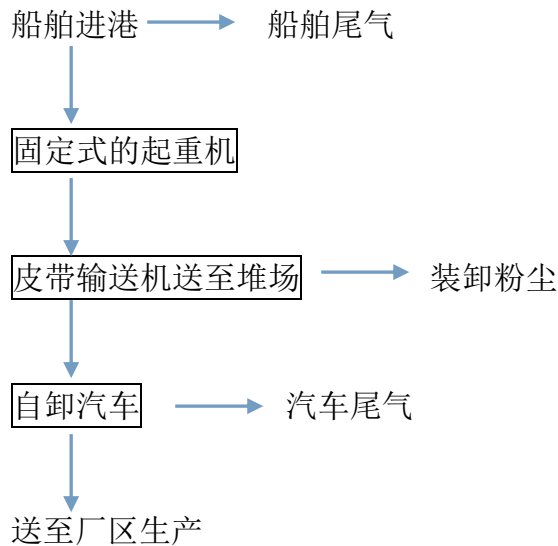 船舶进港
船舶尾气
固定式的起重机
皮带输送机送至堆场
装卸粉尘
自卸汽车
汽车尾气
送至厂区生产